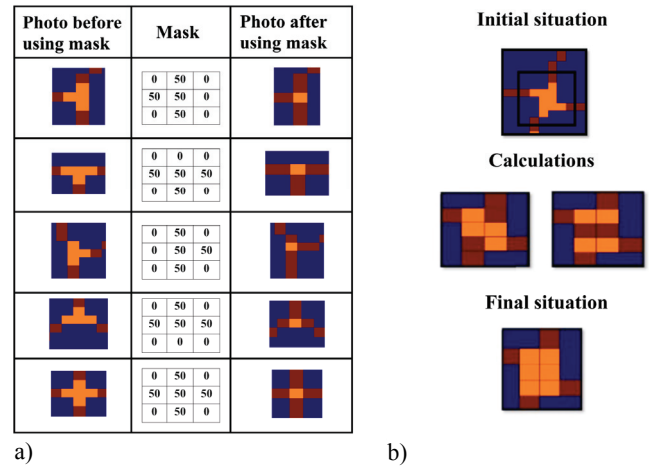 Photo before
using mask
Mask
Photo after
using mask
0 50 0
50 50 0
0 50 0
0 0 0
50 50 50
0 50 0
0 50 0
0 50 50
0 50 0
0 50 0
50 50 50
0 0 0
0 50 0
50 50 50
0 50 0
a)
Initial situation
Calculations
Final situation
b)